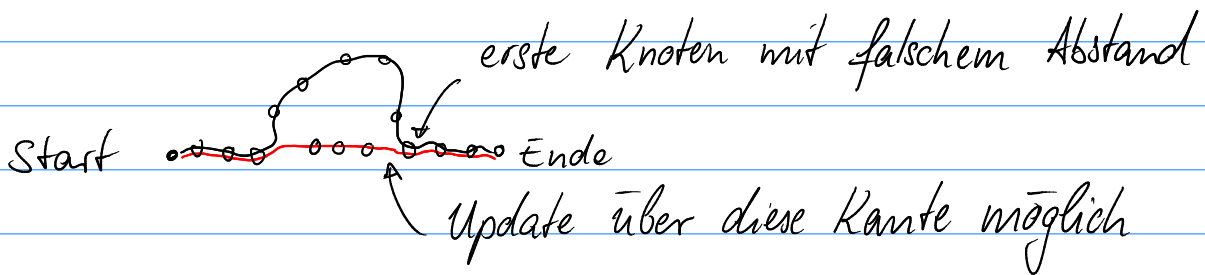 erste Knoten mit falschem Abstand
Start
Ende
Update über diese Kante möglich